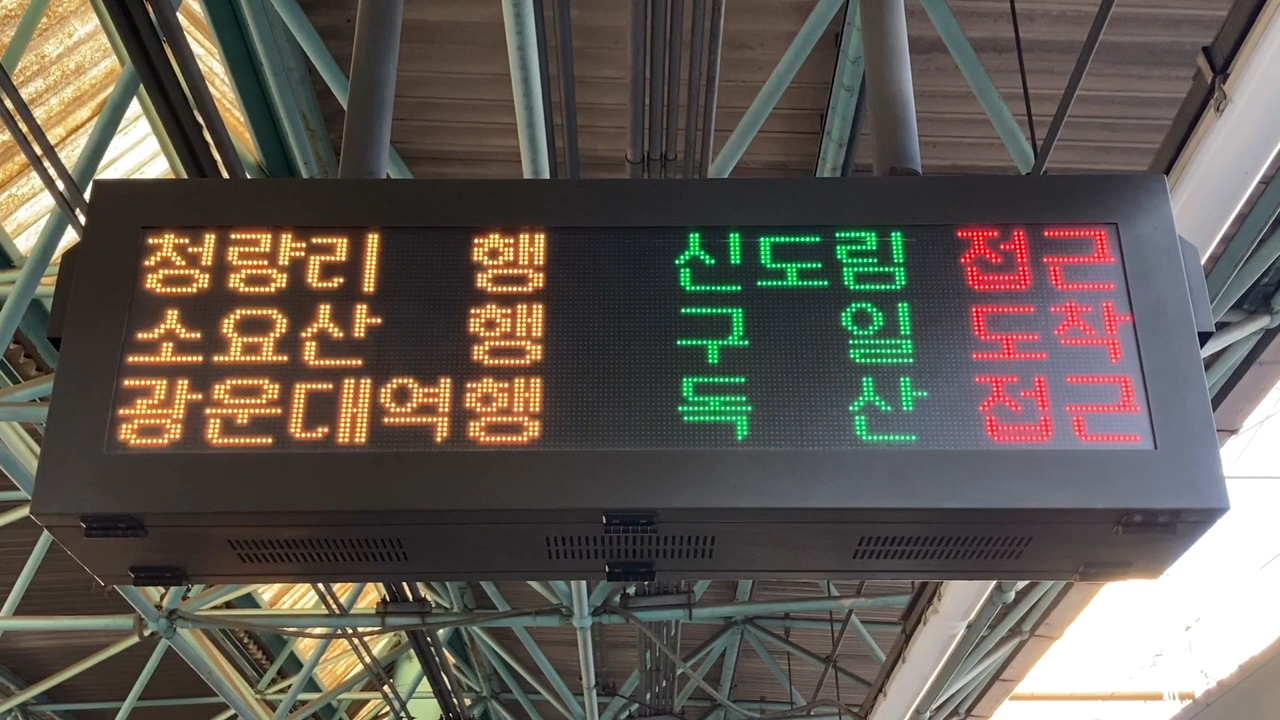 청량리 행 신도림 접근
소요산 행 구 일 도착
광운대역행 독 산 접근